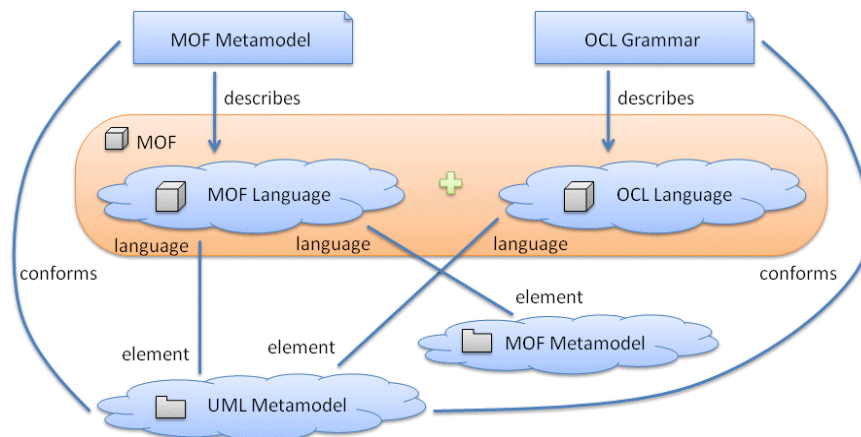 MOF Metamodel
OCL Grammar
describes
describes
MOF
MOF Language
OCL Language
language
language
language
conforms
conforms
element
MOF Metamodel
element
element
UML Metamodel